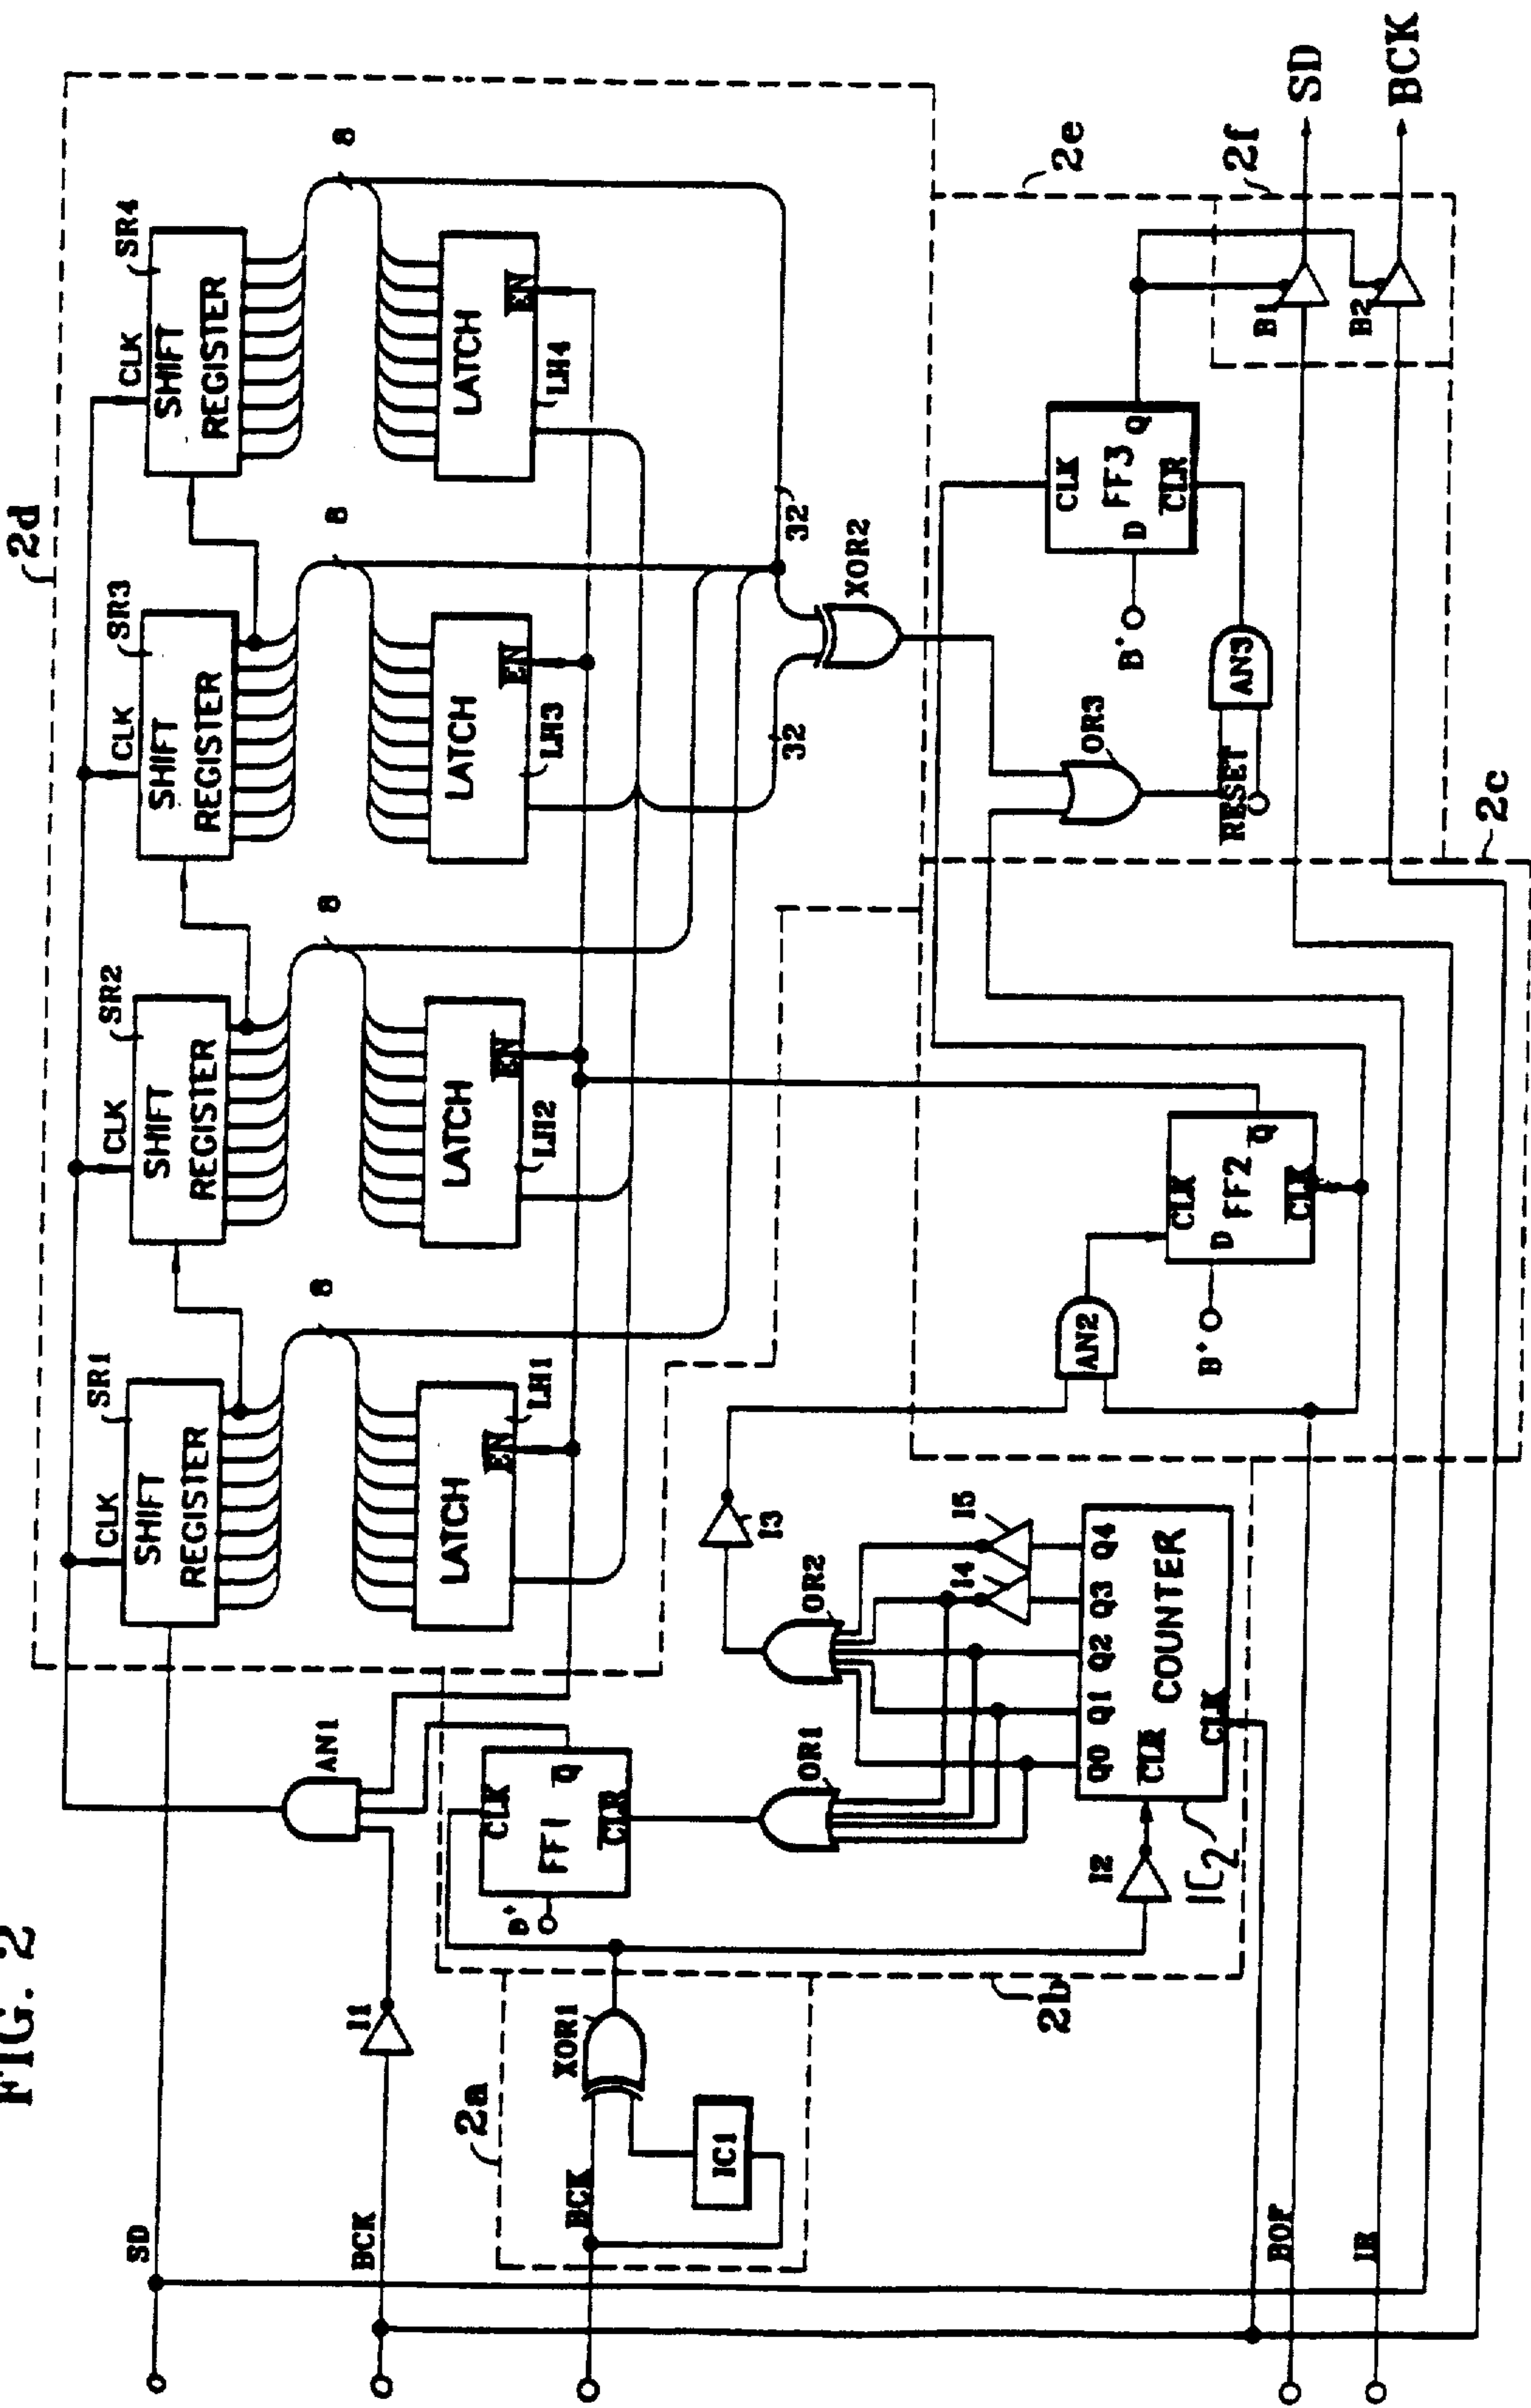 FIG. 2
2d
SR1
SR2
SR3
SR4
CLK
CLK
CLK
CLK
SHIFT
REGISTER
SHIFT
REGISTER
SHIFT
REGISTER
SHIFT
REGISTER
8
8
8
8
LATCH
EN
LH1
LATCH
EN
LH2
LATCH
EN
LH3
LATCH
EN
LH4
32
32
XOR2
SD
BCK
I1
AN1
2a
BCK
IC1
XOR1
B+
CLK
FF1
Q
CLR
OR1
OR2
I3
I2
I4
I5
Q0
Q1
Q2
Q3
Q4
CLR
COUNTER
CLK
IC2
2b
AN2
B+
CLK
D
FF2
Q
CLK
2c
OR3
RESET
AN3
B+
CLK
D
FF3
Q
CLR
2e
2f
B1
B2
SD
BCK
BOF